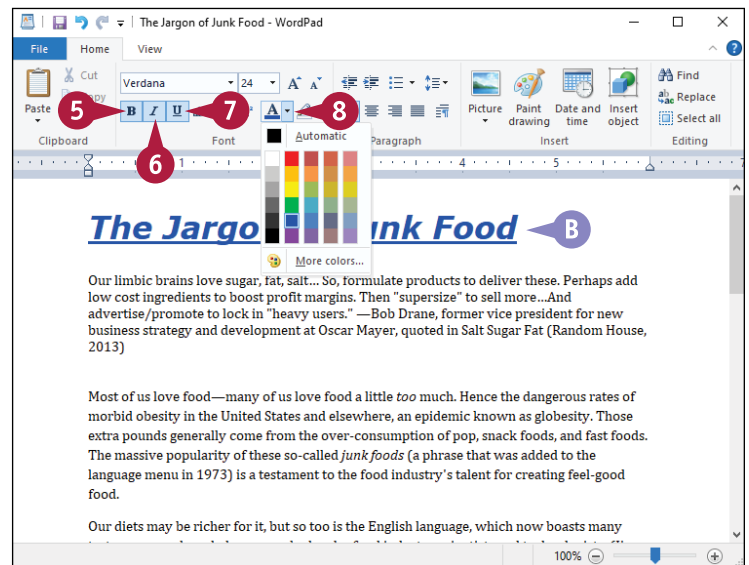 The Jargon of Junk Food - WordPad
File Home View
Cut
Paste
Clipboard
Verdana 24 A A
B I U A
Font
Paragraph
Picture
Paint drawing
Date and time
Insert object
Insert
Find
Replace
Select all
Editing
5
7
8
6
Automatic
More colors...
1 4 5 7
The Jargo nk Food
B
Our limbic brains love sugar, fat, salt... So, formulate products to deliver these. Perhaps add
low cost ingredients to boost profit margins. Then "supersize" to sell more...And
advertise/promote to lock in "heavy users." —Bob Drane, former vice president for new
business strategy and development at Oscar Mayer, quoted in Salt Sugar Fat (Random House,
2013)
Most of us love food—many of us love food a little too much. Hence the dangerous rates of
morbid obesity in the United States and elsewhere, an epidemic known as globesity. Those
extra pounds generally come from the over-consumption of pop, snack foods, and fast foods.
The massive popularity of these so-called junk foods (a phrase that was added to the
language menu in 1973) is a testament to the food industry's talent for creating feel-good
food.
Our diets may be richer for it, but so too is the English language, which now boasts many
100%